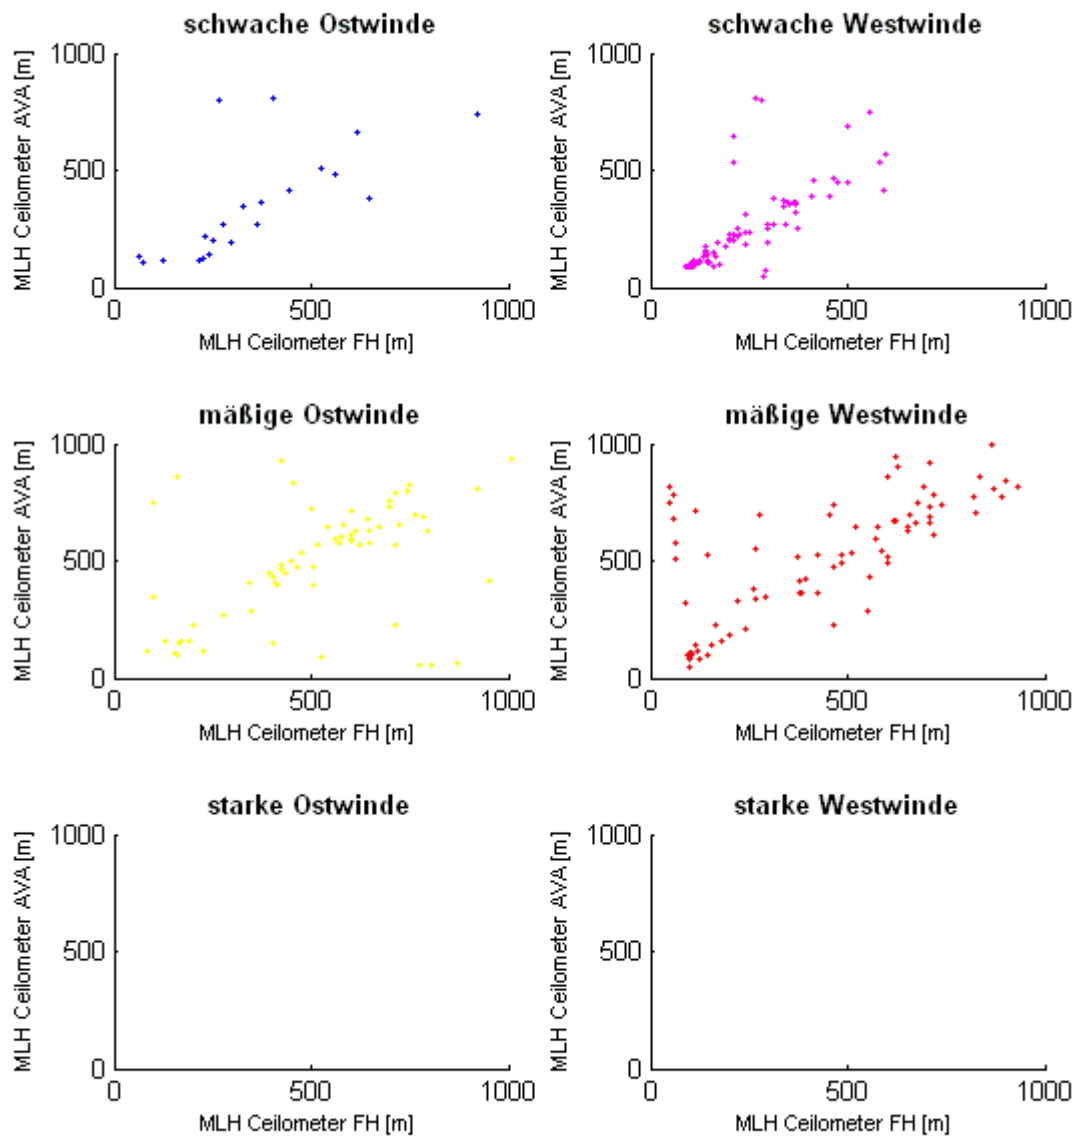 schwache Ostwinde
1000
500
0
MLH Ceilometer AVA [m]
0 500 1000
MLH Ceilometer FH [m]
schwache Westwinde
1000
500
0
MLH Ceilometer AVA [m]
0 500 1000
MLH Ceilometer FH [m]
mäßige Ostwinde
1000
500
0
MLH Ceilometer AVA [m]
0 500 1000
MLH Ceilometer FH [m]
mäßige Westwinde
1000
500
0
MLH Ceilometer AVA [m]
0 500 1000
MLH Ceilometer FH [m]
starke Ostwinde
1000
500
0
MLH Ceilometer AVA [m]
0 500 1000
MLH Ceilometer FH [m]
starke Westwinde
1000
500
0
MLH Ceilometer AVA [m]
0 500 1000
MLH Ceilometer FH [m]